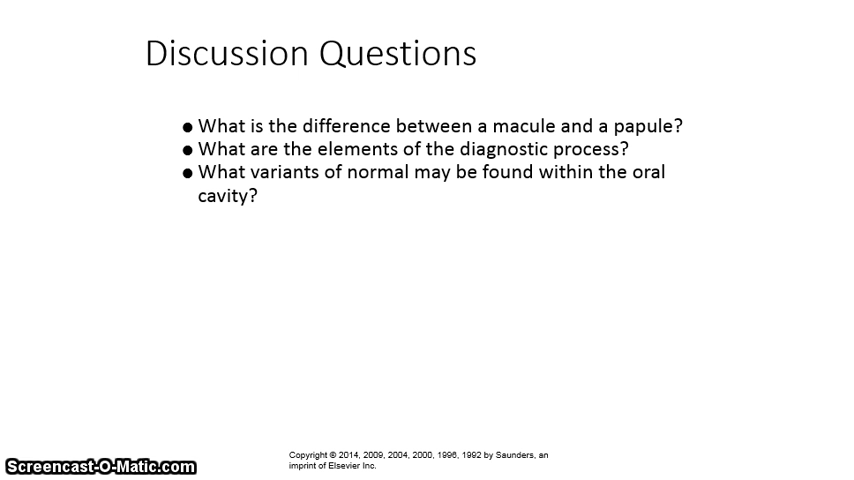 Discussion Questions
● What is the difference between a macule and a papule?
● What are the elements of the diagnostic process?
● What variants of normal may be found within the oral
cavity?
Copyright © 2014, 2009, 2004, 2000, 1996, 1992 by Saunders, an
imprint of Elsevier Inc.
Screencast-O-Matic.com